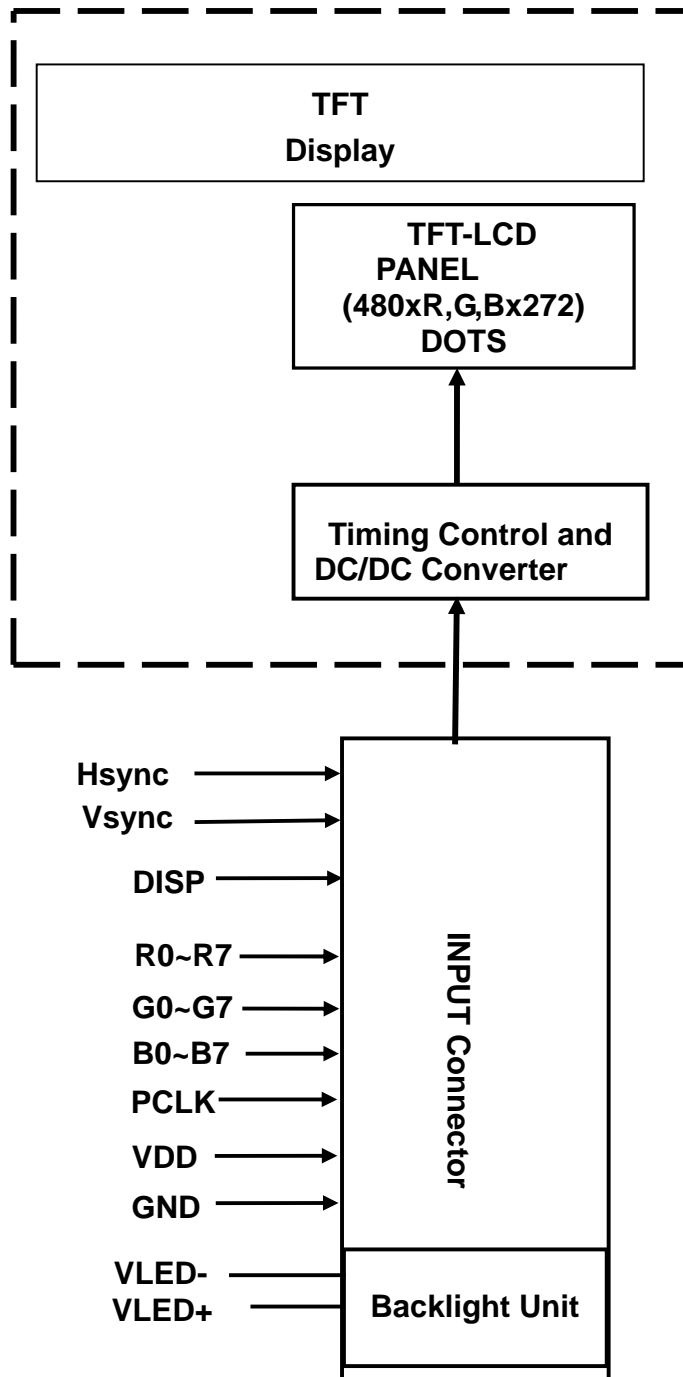 TFT
Display
TFT-LCD
PANEL
(480xR,G,Bx272)
DOTS
Timing Control and
DC/DC Converter
Hsync
Vsync
DISP
R0~R7
G0~G7
B0~B7
PCLK
VDD
GND
INPUT Connector
VLED-
VLED+
Backlight Unit